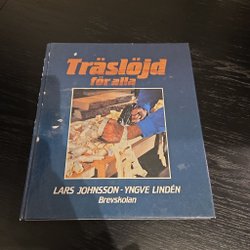 Träslöjd
för alla
LARS JOHNSSON · YNGVE LINDÉN
Brevskolan